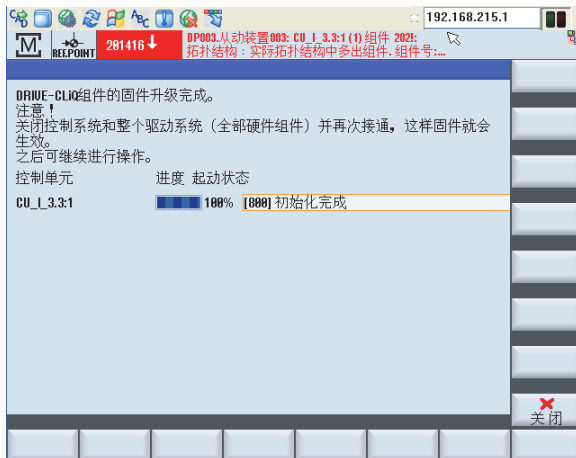 192.168.215.1
M
REF.POINT
201416
DP003.从动装置003: CU_I_3.3:1 (1) 组件 202!:
拓扑结构：实际拓扑结构中多出组件. 组件号:...
DRIVE-CLiQ组件的固件升级完成。
注意！
关闭控制系统和整个驱动系统（全部硬件组件）并再次接通，这样固件就会
生效。
之后可继续进行操作。
控制单元 进度 起动状态
CU_I_3.3:1 100% [800] 初始化完成
关闭